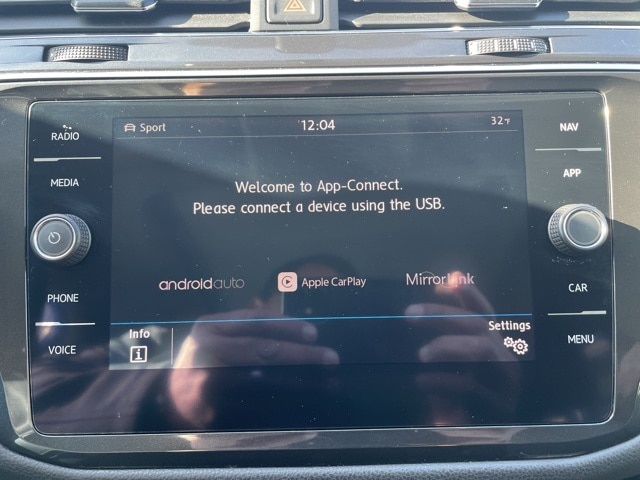 RADIO
MEDIA
PHONE
VOICE
Sport
12:04
32°F
Welcome to App-Connect.
Please connect a device using the USB.
androidauto
Apple CarPlay
MirrorLink
Info
i
Settings
NAV
APP
CAR
MENU